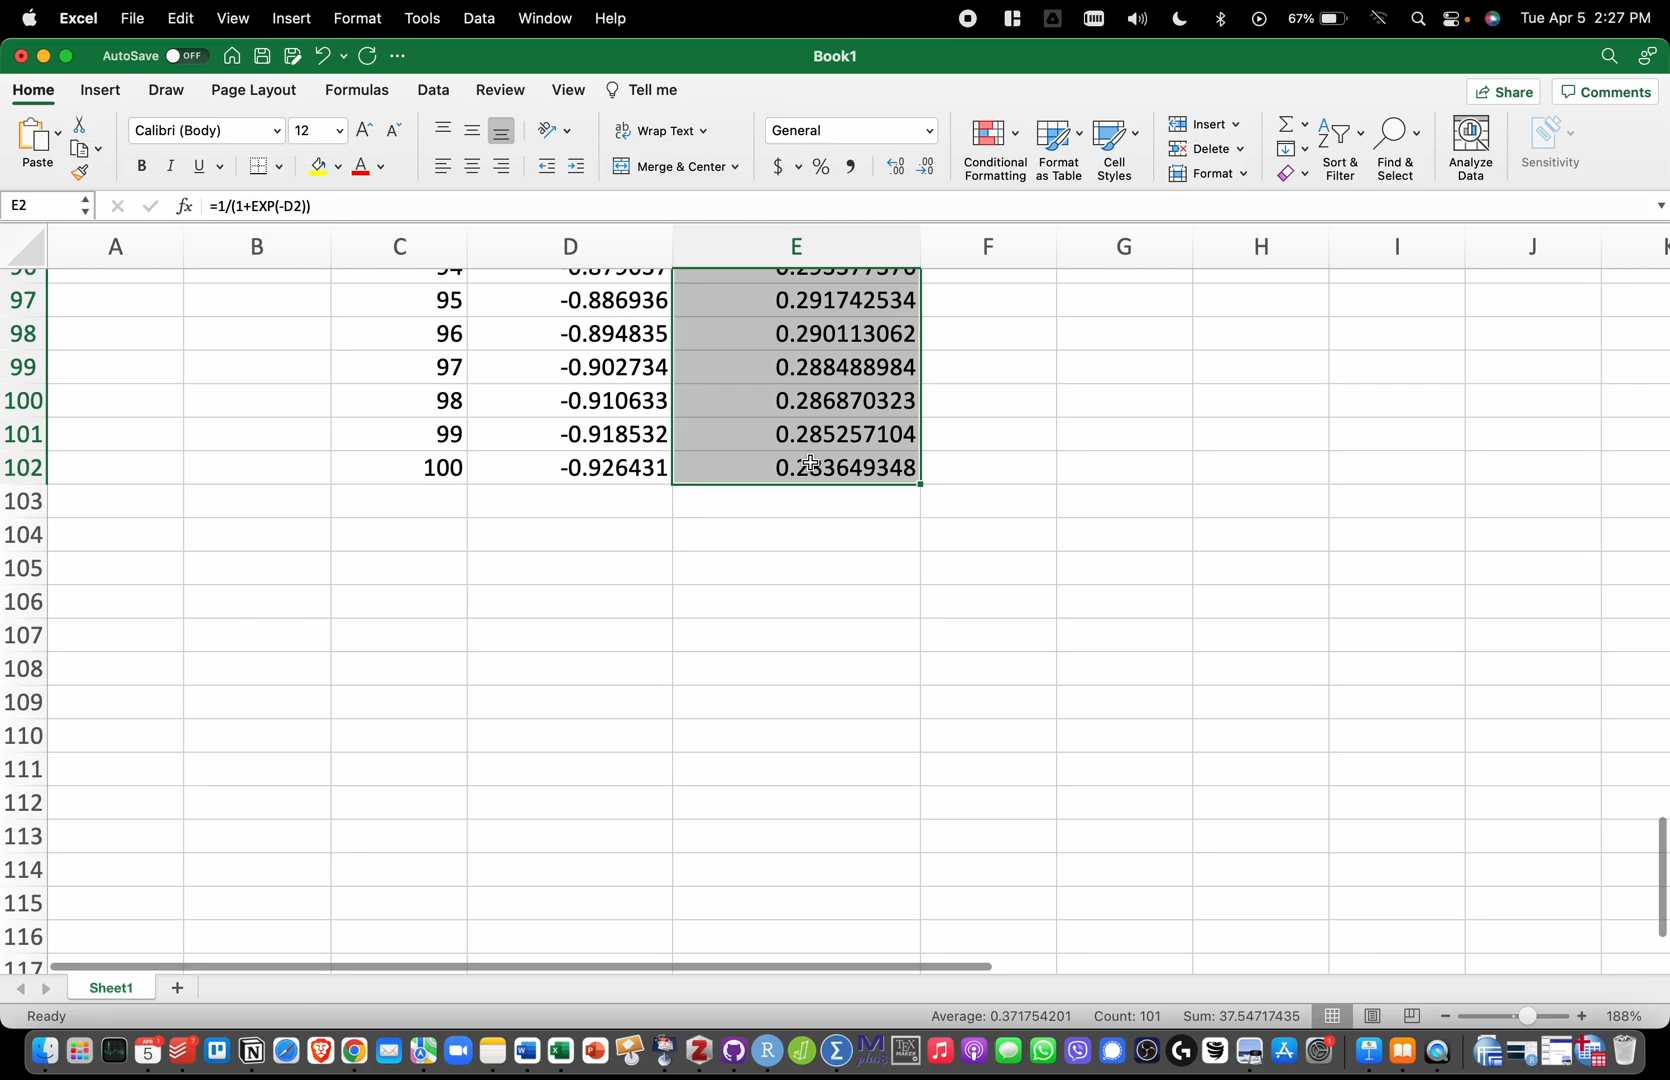 Excel File Edit View Insert Format Tools Data Window Help 67% Tue Apr 5 2:27 PM
AutoSave OFF Book1
Home Insert Draw Page Layout Formulas Data Review View Tell me Share Comments
Paste Calibri (Body) 12 Wrap Text General Conditional Formatting Format as Table Cell Styles Insert Sort & Filter Find & Select Analyze Data Sensitivity
B I U A Merge & Center $ % Delete
Format
E2 fx =1/(1+EXP(-D2))
A B C D E F G H I J
97 95 -0.886936 0.291742534
98 96 -0.894835 0.290113062
99 97 -0.902734 0.288488984
100 98 -0.910633 0.286870323
101 99 -0.918532 0.285257104
102 100 -0.926431 0.283649348
103
104
105
106
107
108
109
110
111
112
113
114
115
116
117
Sheet1 +
Ready Average: 0.371754201 Count: 101 Sum: 37.54717435 188%